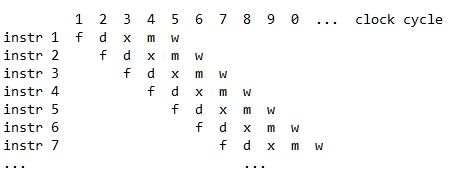 1 2 3 4 5 6 7 8 9 0 ... clock cycle
instr 1 f d x m w
instr 2 f d x m w
instr 3 f d x m w
instr 4 f d x m w
instr 5 f d x m w
instr 6 f d x m w
instr 7 f d x m w
... ...